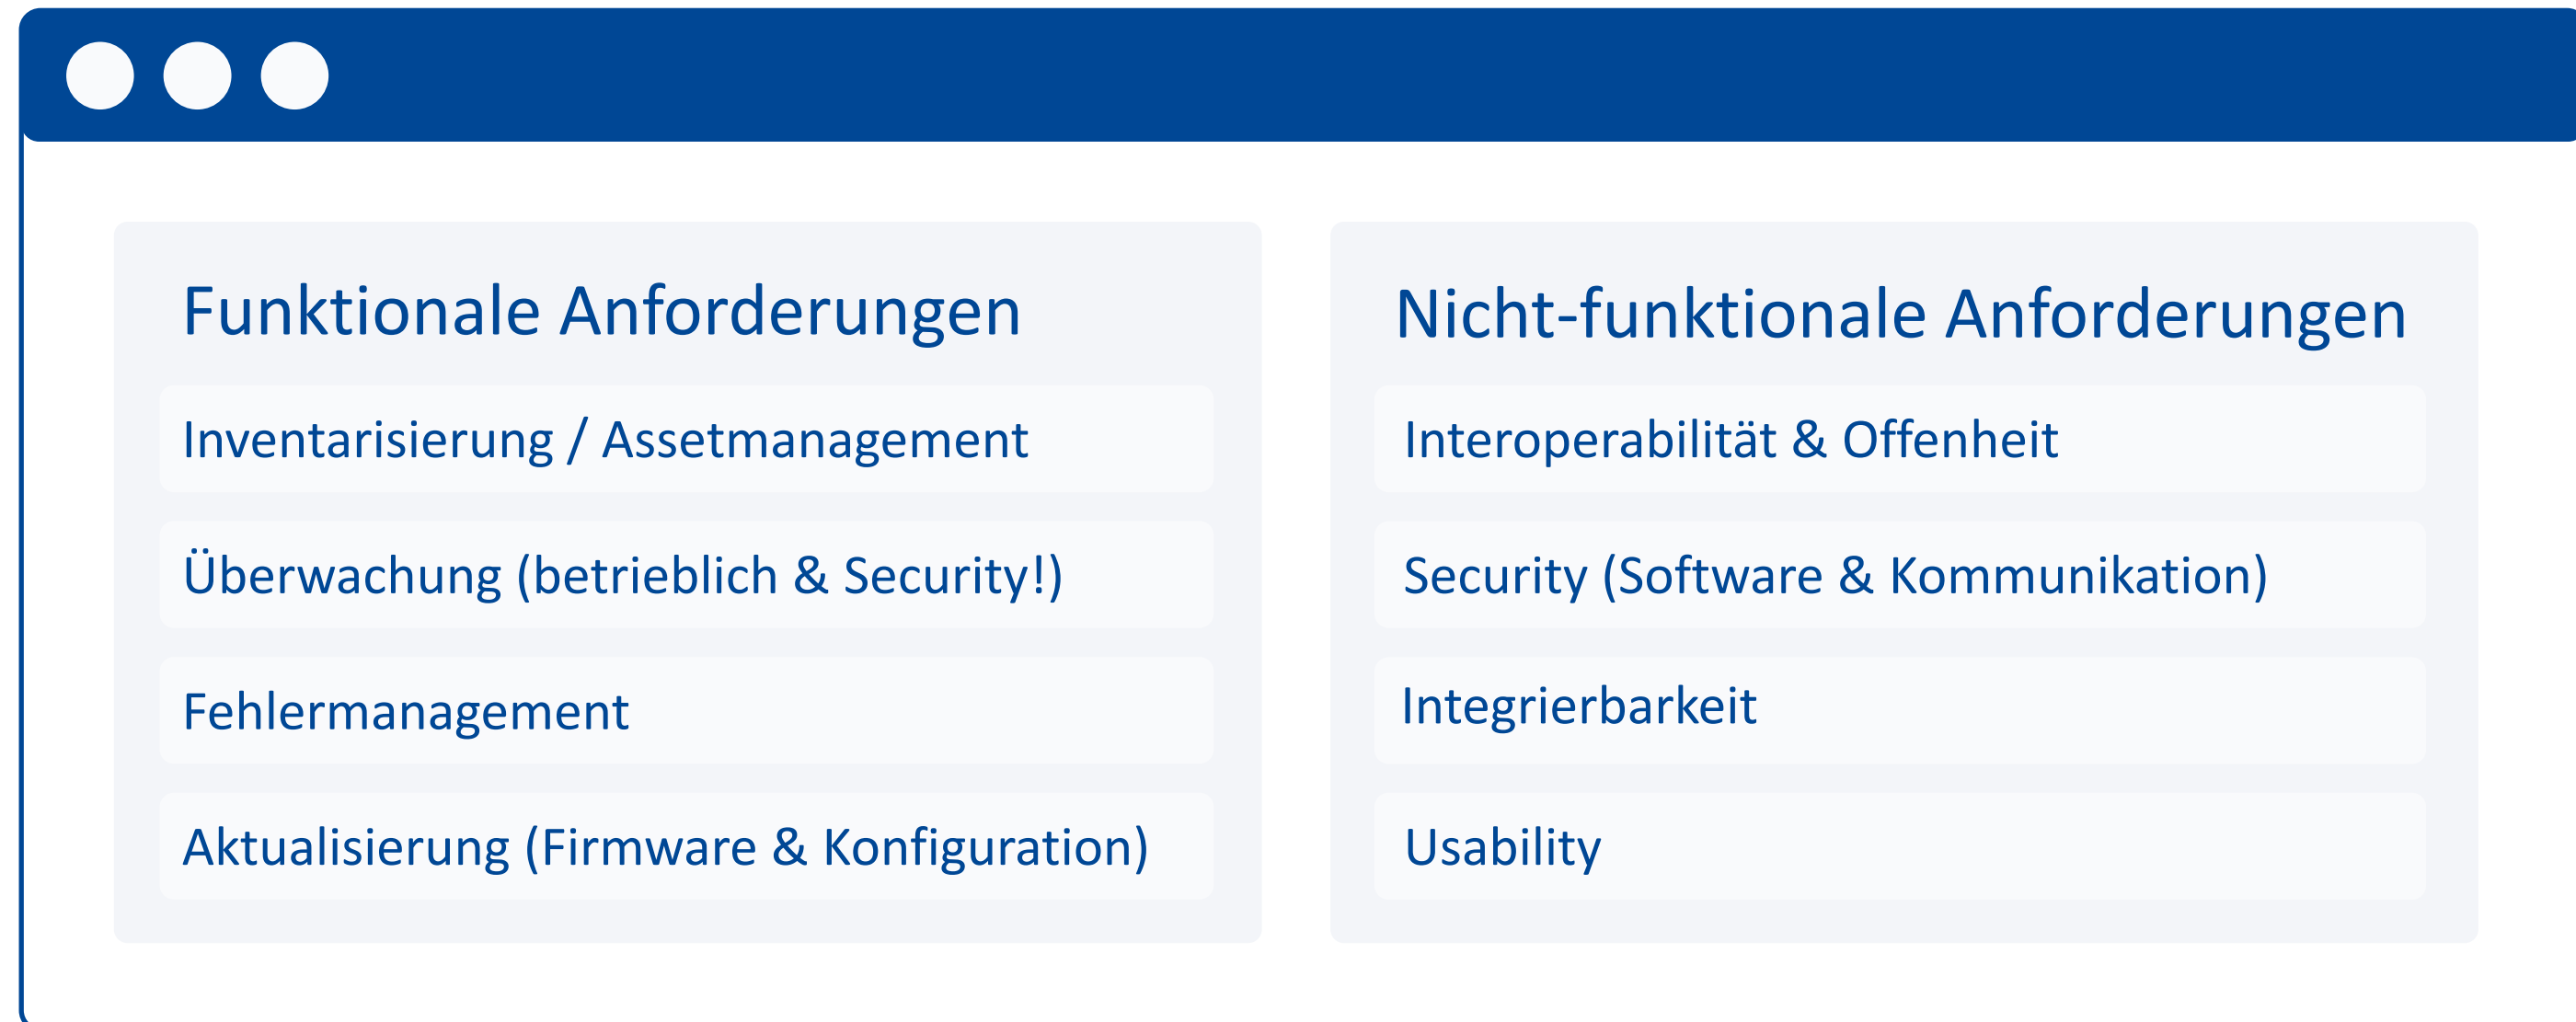 Funktionale Anforderungen
Inventarisierung / Assetmanagement
Überwachung (betrieblich & Security!)
Fehlermanagement
Aktualisierung (Firmware & Konfiguration)
Nicht-funktionale Anforderungen
Interoperabilität & Offenheit
Security (Software & Kommunikation)
Integrierbarkeit
Usability